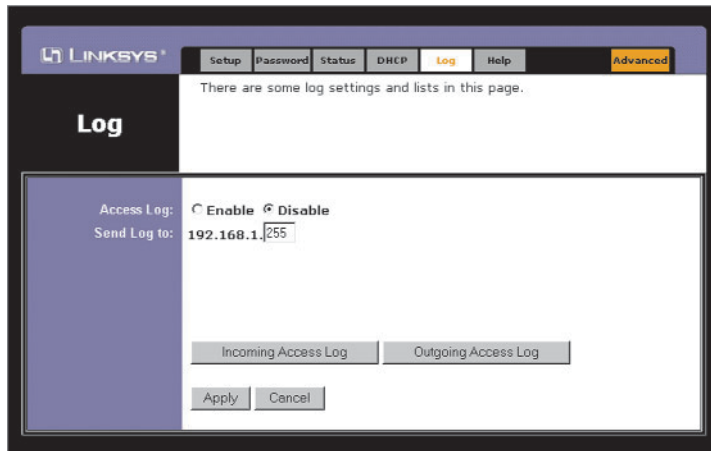 LINKSYS®
Setup Password Status DHCP Log Help Advanced
Log
There are some log settings and lists in this page.
Access Log: Enable Disable
Send Log to: 192.168.1.255
Incoming Access Log Outgoing Access Log
Apply Cancel